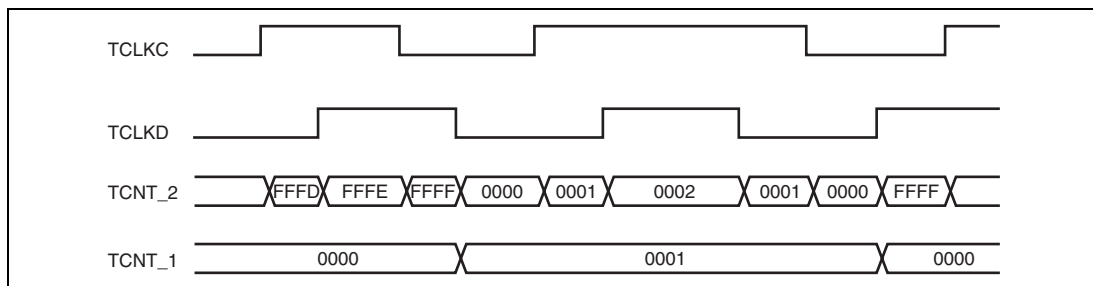 TCLKC
TCLKD
TCNT_2 FFFD FFFE FFFF 0000 0001 0002 0001 0000 FFFF
TCNT_1 0000 0001 0000